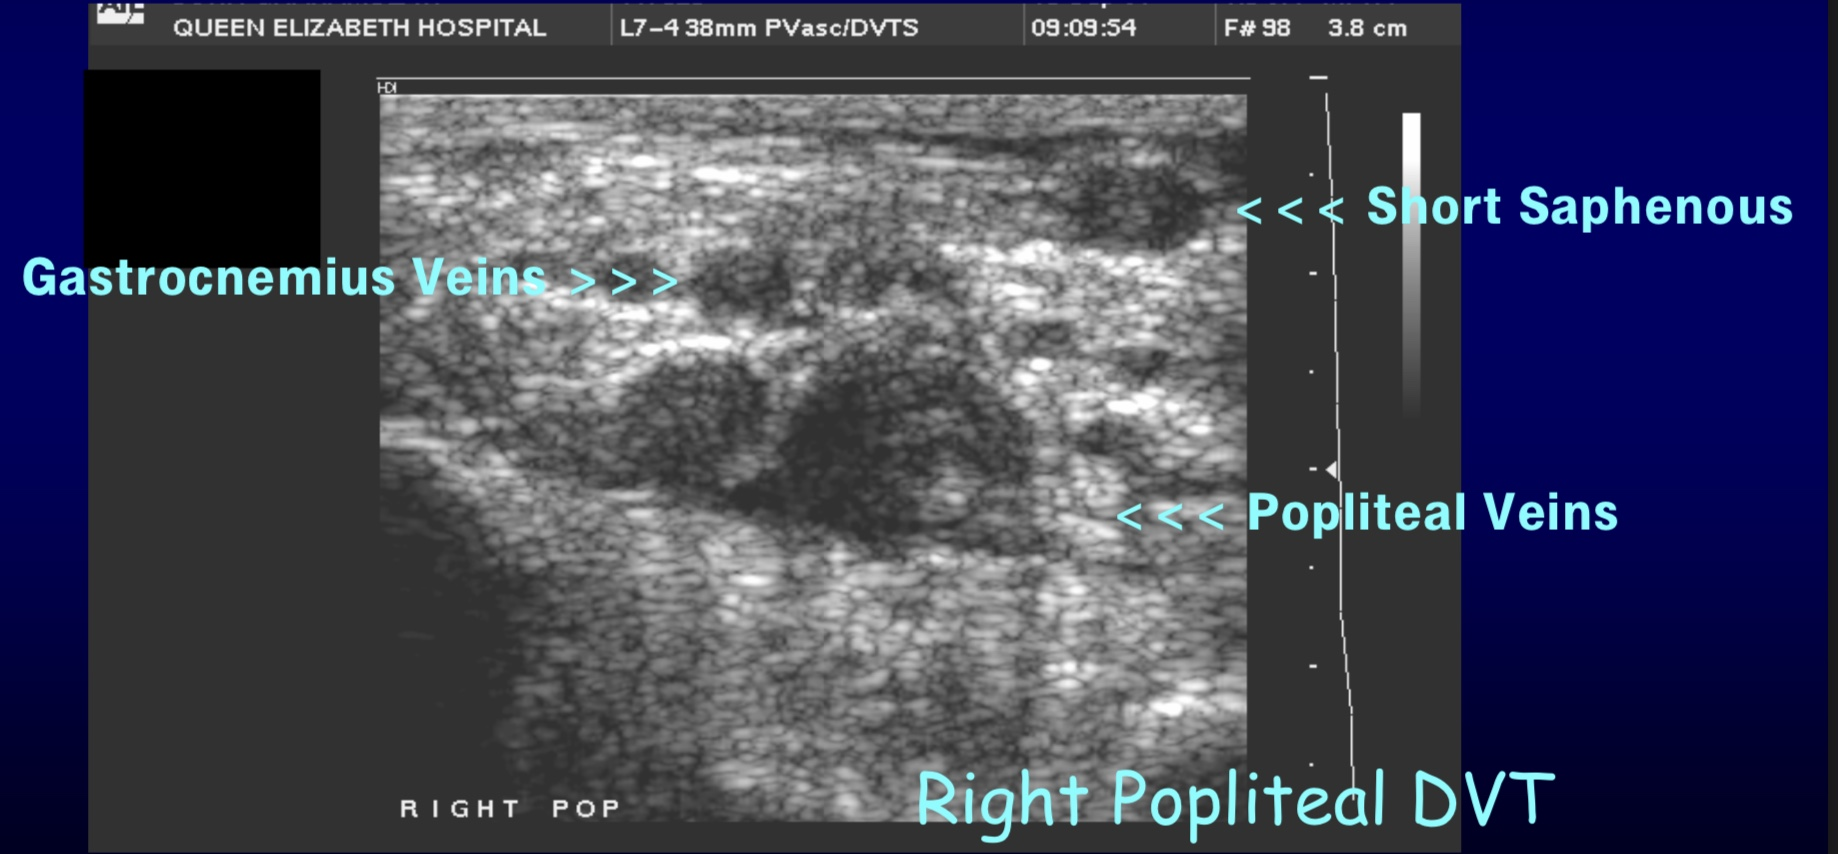 QUEEN ELIZABETH HOSPITAL
L7-4 38mm PVasc/DVTS
09:09:54
F# 98 3.8 cm
HDI
<<< Short Saphenous
Gastrocnemius Veins >>>
<<< Popliteal Veins
Right Popliteal DVT
RIGHT POP